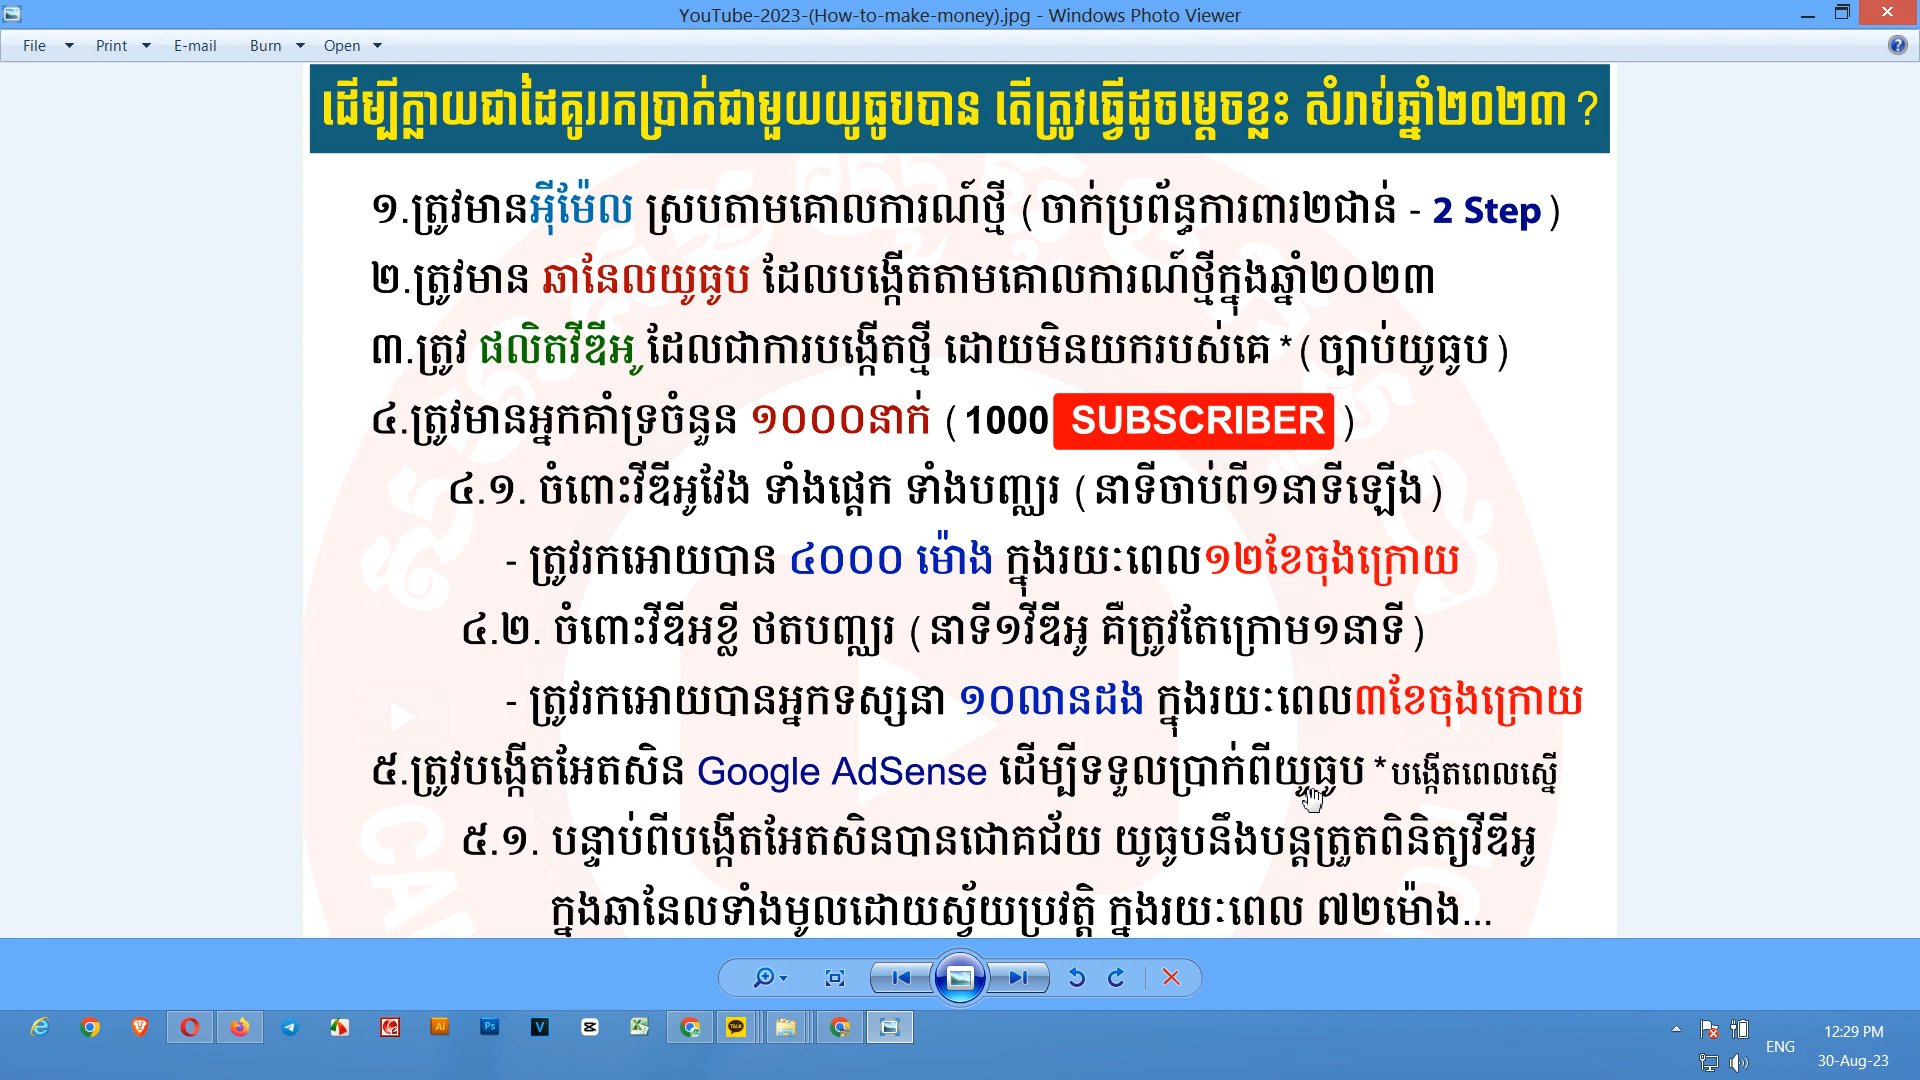 YouTube-2023-(How-to-make-money).jpg - Windows Photo Viewer
File Print E-mail Burn Open
ដើម្បីក្លាយជាដៃគូររកប្រាក់ជាមួយយូធូបបាន តើត្រូវធ្វើដូចម្ដេចខ្លះ សំរាប់ឆ្នាំ២០២៣ ?
១.ត្រូវមានអ៊ីម៉ែល ស្របតាមគោលការណ៍ថ្មី (ចាក់ប្រព័ន្ធការពារ២ជាន់ - 2 Step)
២.ត្រូវមាន ឆានែលយូធូប ដែលបង្កើតតាមគោលការណ៍ថ្មីក្នុងឆ្នាំ២០២៣
៣.ត្រូវ ផលិតវីឌីអូ ដែលជាការបង្កើតថ្មី ដោយមិនយករបស់គេ *(ច្បាប់យូធូប)
៤.ត្រូវមានអ្នកគាំទ្រចំនួន ១០០០នាក់ (1000 SUBSCRIBER)
៤.១. ចំពោះវីឌីអូវែង ទាំងផ្ដេក ទាំងបញ្ឈរ (នាទីចាប់ពី១នាទីឡើង)
- ត្រូវរកអោយបាន ៤០០០ ម៉ោង ក្នុងរយៈពេល១២ខែចុងក្រោយ
៤.២. ចំពោះវីឌីអខ្លី ថតបញ្ឈរ (នាទី១វីឌីអូ គឺត្រូវតែក្រោម១នាទី)
- ត្រូវរកអោយបានអ្នកទស្សនា ១០លានដង ក្នុងរយៈពេល៣ខែចុងក្រោយ
៥.ត្រូវបង្កើតអែតសិន Google AdSense ដើម្បីទទួលប្រាក់ពីយូធូប *បង្កើតពេលស្នើ
៥.១. បន្ទាប់ពីបង្កើតអែតសិនបានជោគជ័យ យូធូបនឹងបន្តត្រួតពិនិត្យវីឌីអូ
ក្នុងឆានែលទាំងមូលដោយស្វ័យប្រវត្តិ ក្នុងរយៈពេល ៧២ម៉ោង...
ENG
12:29 PM
30-Aug-23